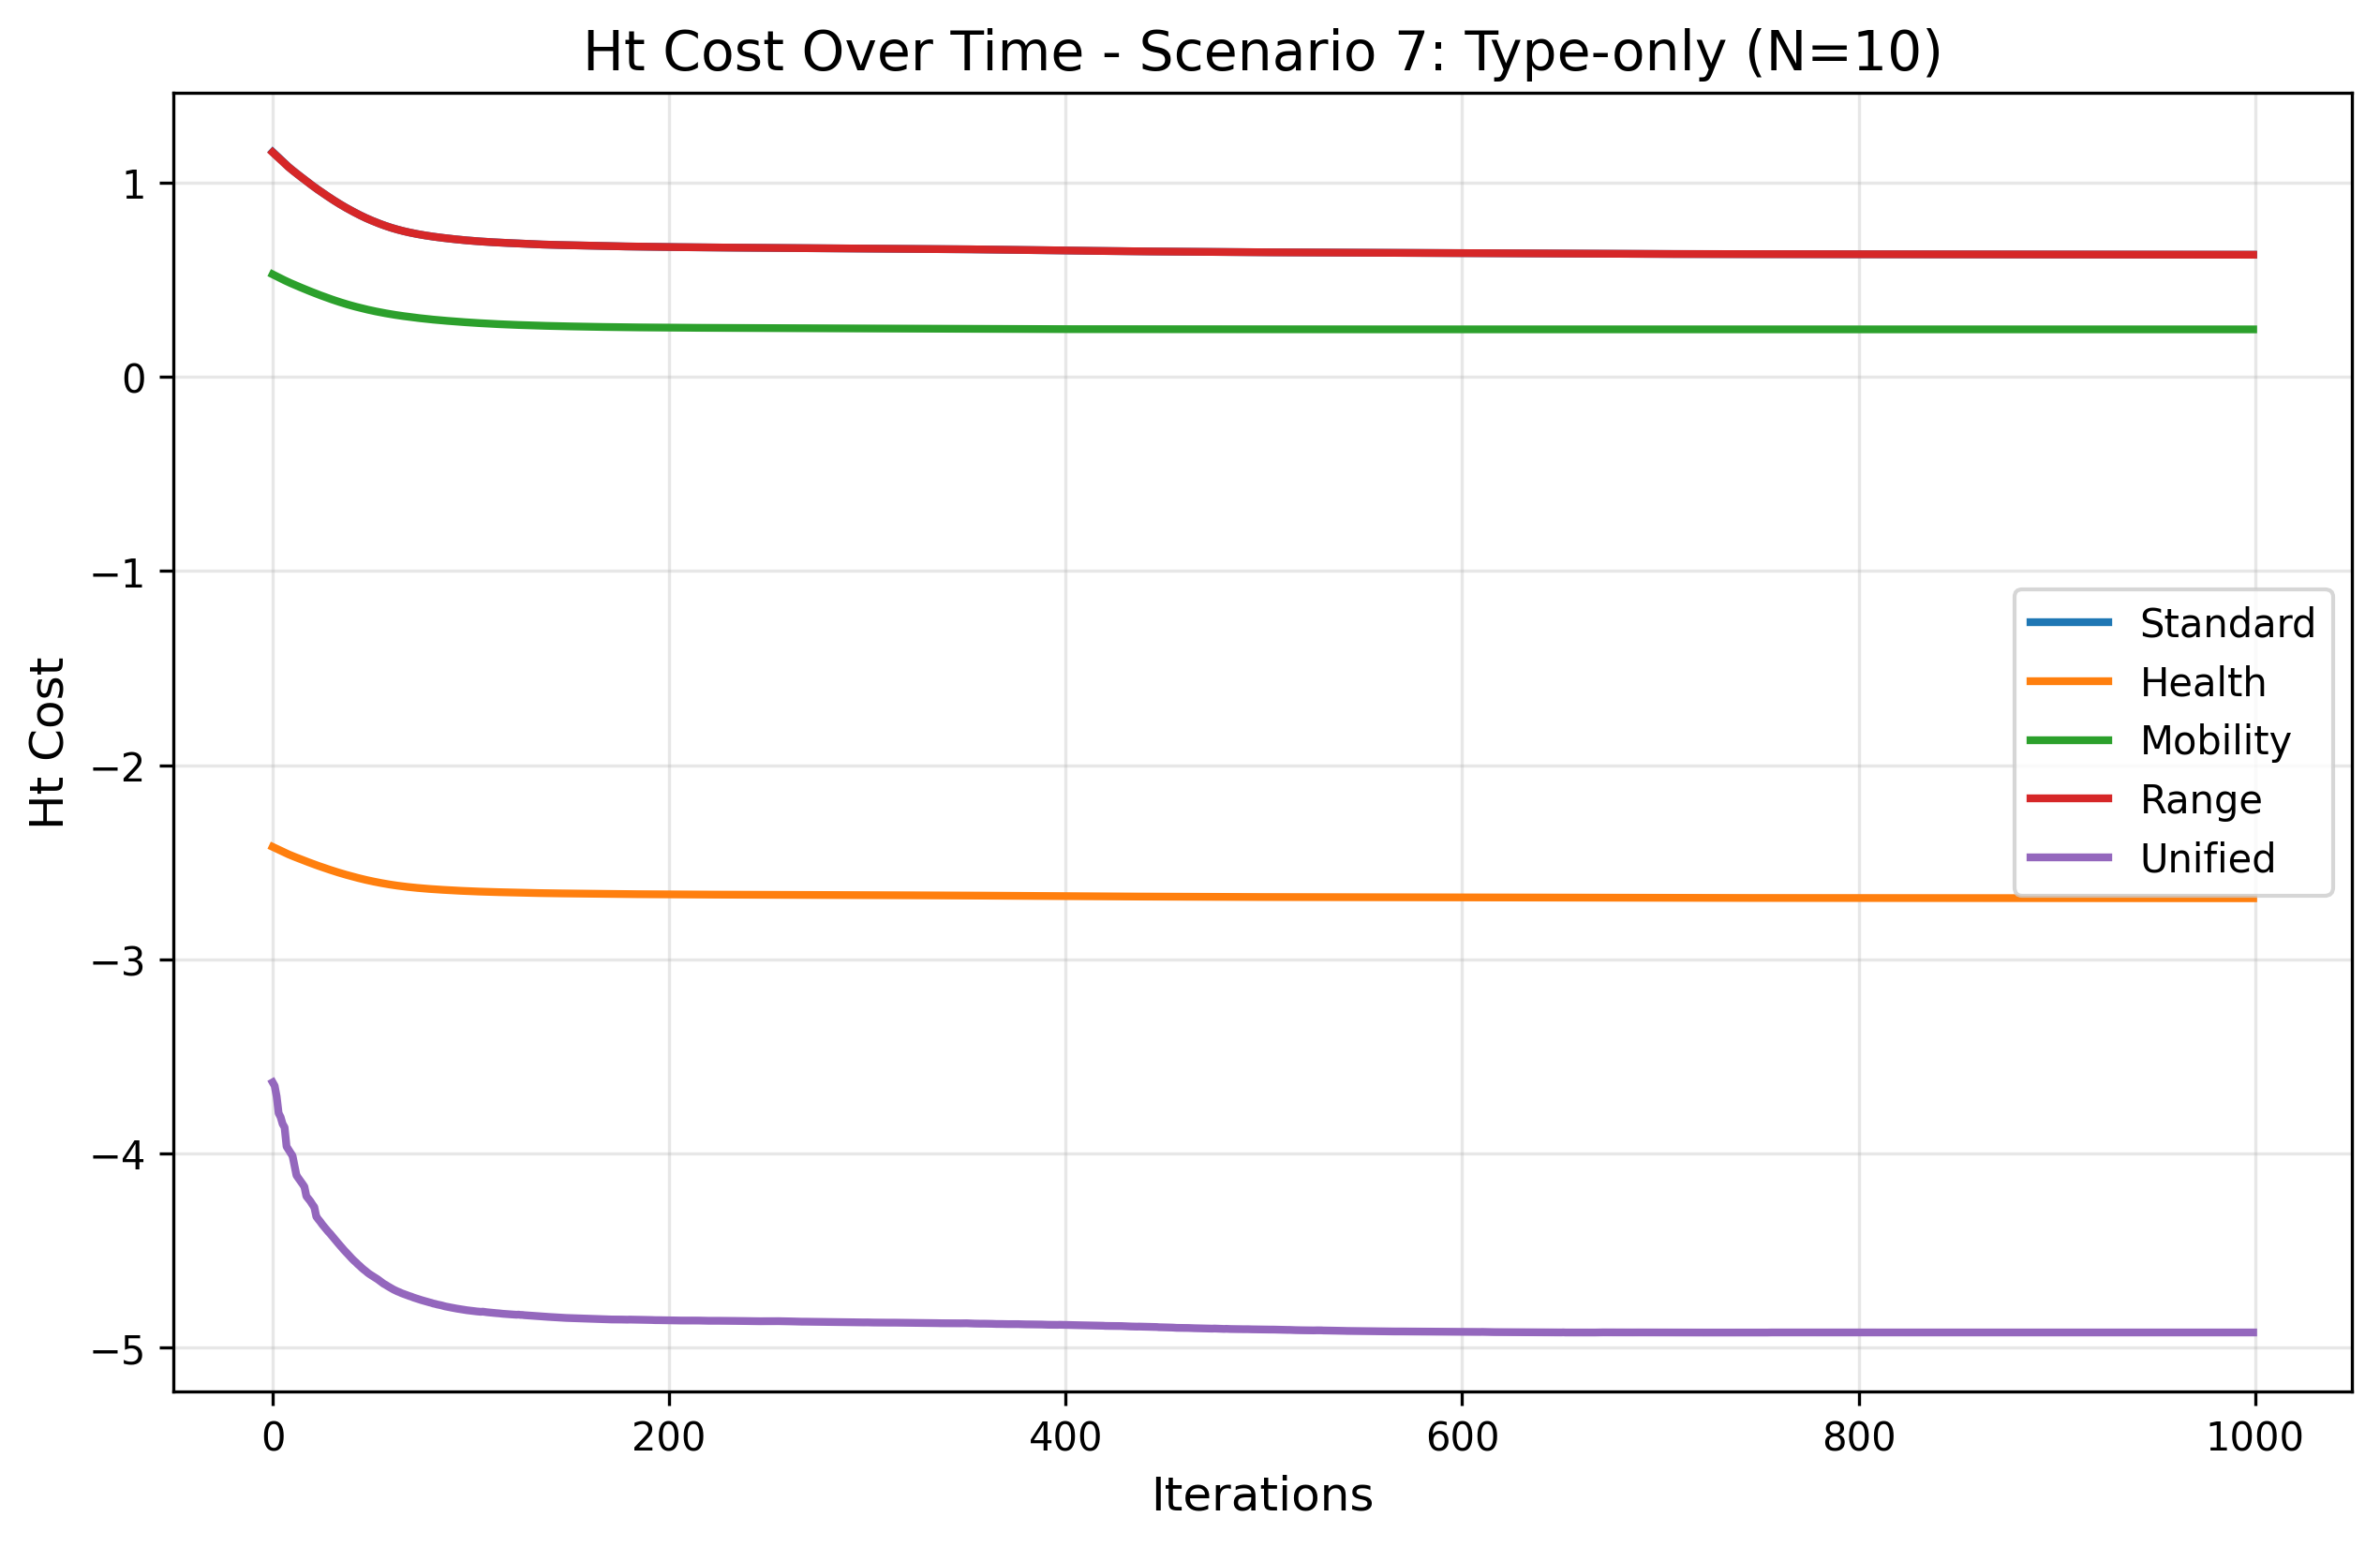 Ht Cost Over Time - Scenario 7: Type-only (N=10)
Ht Cost
1
0
−1
−2
−3
−4
−5
Standard
Health
Mobility
Range
Unified
0 200 400 600 800 1000
Iterations